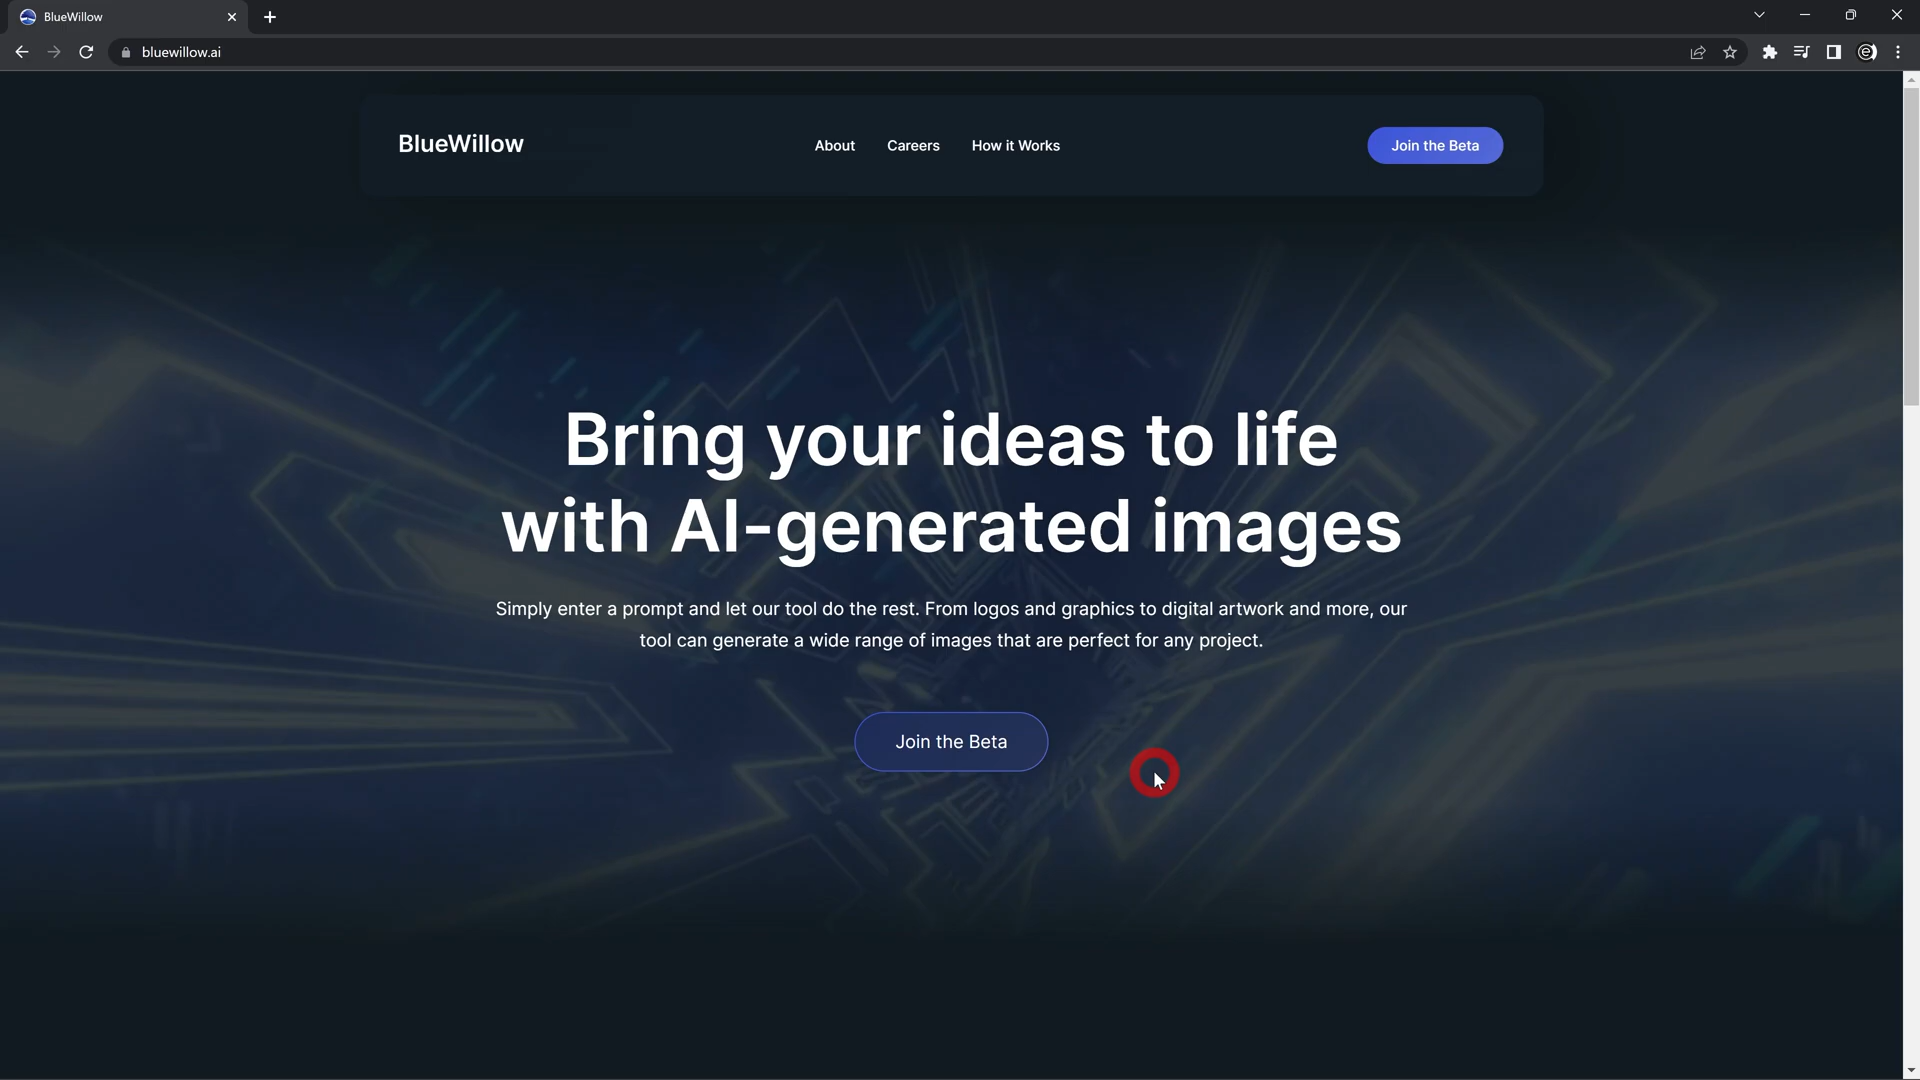 BlueWillow
bluewillow.ai
BlueWillow
About
Careers
How it Works
Join the Beta
Bring your ideas to life
with AI-generated images
Simply enter a prompt and let our tool do the rest. From logos and graphics to digital artwork and more, our
tool can generate a wide range of images that are perfect for any project.
Join the Beta